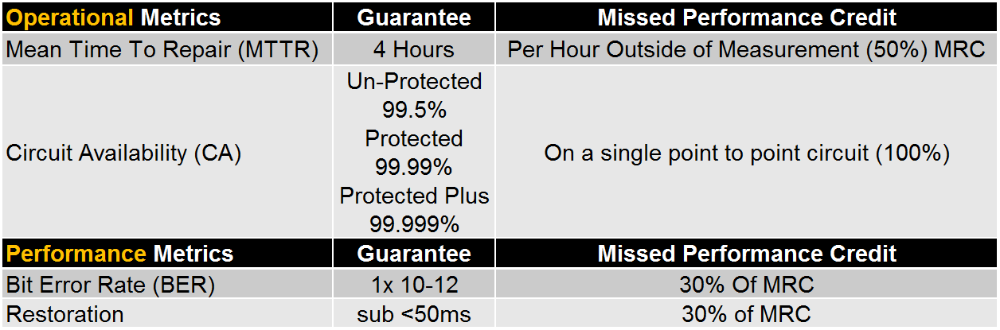 Operational Metrics Guarantee Missed Performance Credit
Mean Time To Repair (MTTR) 4 Hours Per Hour Outside of Measurement (50%) MRC
Circuit Availability (CA)
Un-Protected
99.5%
Protected
99.99%
Protected Plus
99.999%
On a single point to point circuit (100%)
Performance Metrics Guarantee Missed Performance Credit
Bit Error Rate (BER) 1x 10-12 30% Of MRC
Restoration sub <50ms 30% of MRC